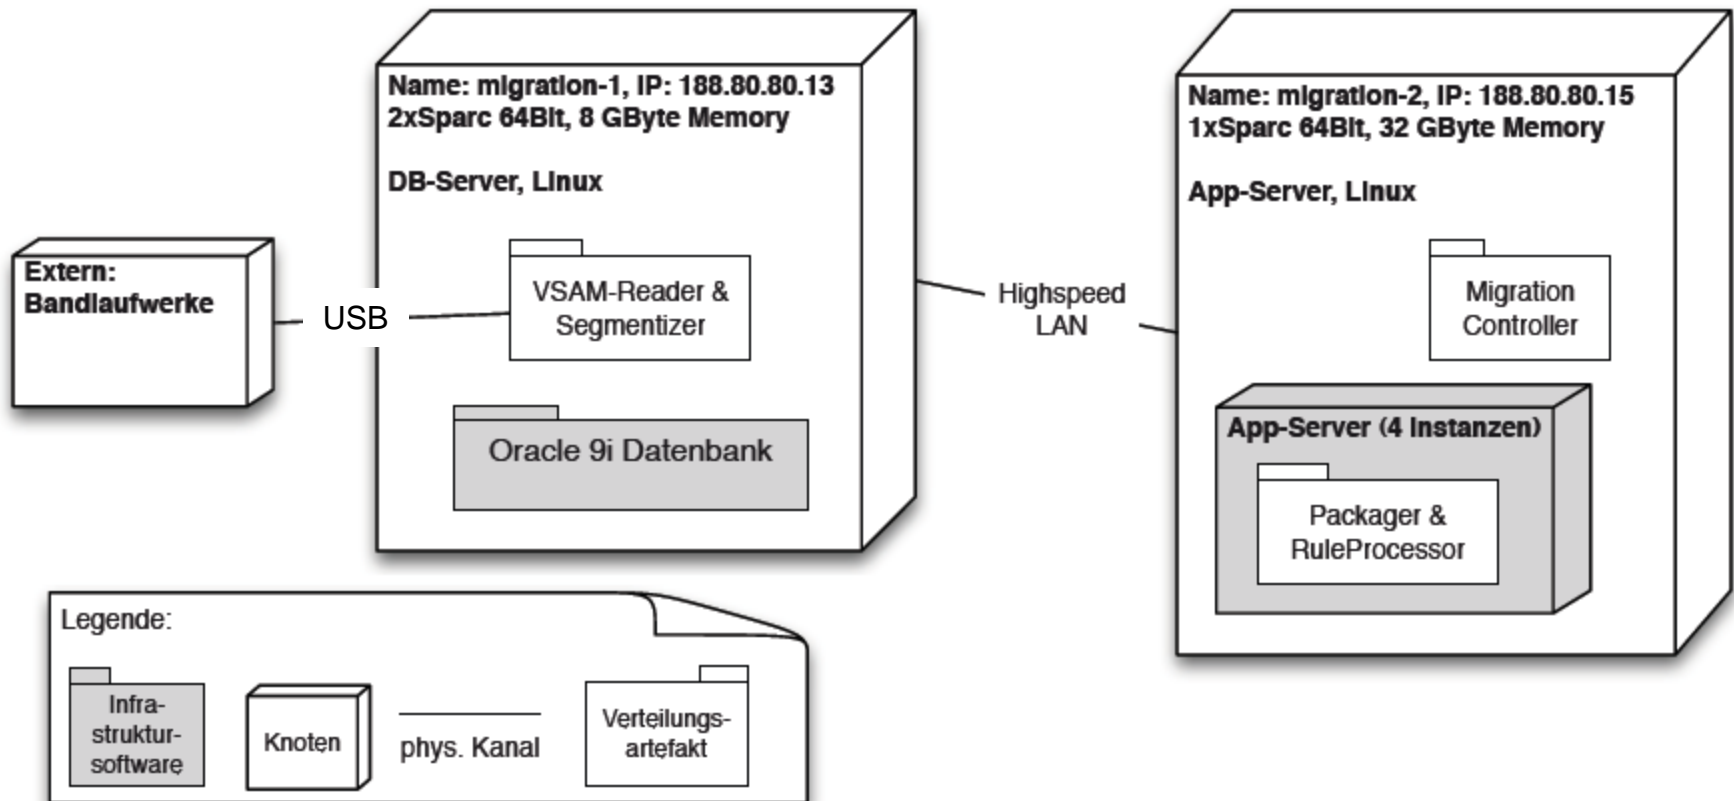 Name: migration-1, IP: 188.80.80.13
2xSparc 64Bit, 8 GByte Memory
DB-Server, Linux
VSAM-Reader &
Segmentizer
Oracle 9i Datenbank
Extern:
Bandlaufwerke
USB
Highspeed
LAN
Name: migration-2, IP: 188.80.80.15
1xSparc 64Bit, 32 GByte Memory
App-Server, Linux
Migration
Controller
App-Server (4 Instanzen)
Packager &
RuleProcessor
Legende:
Infra-
struktur-
software
Knoten
phys. Kanal
Verteilungs-
artefakt